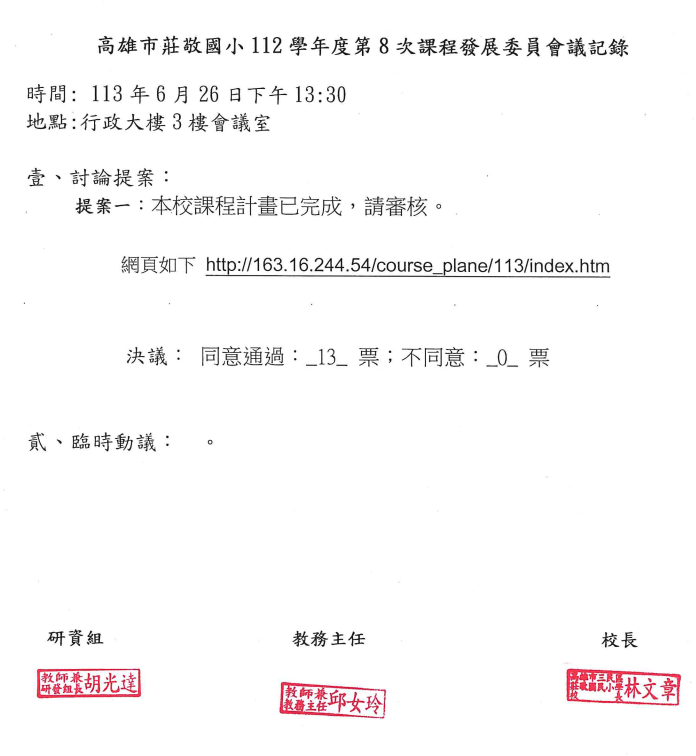 高雄市莊敬國小 112 學年度第 8 次課程發展委員會議記錄
時間: 113 年 6 月 26 日下午 13:30
地點:行政大樓 3 樓會議室
壹、討論提案：
提案一：本校課程計畫已完成，請審核。
網頁如下 http://163.16.244.54/course_plane/113/index.htm
決議： 同意通過：_13_ 票；不同意：_0_ 票
貳、臨時動議： 。
研資組 教務主任 校長
教師兼研發組長胡光達
教師兼教務主任邱女玲
高雄市三民區莊敬國民小學校長林文章